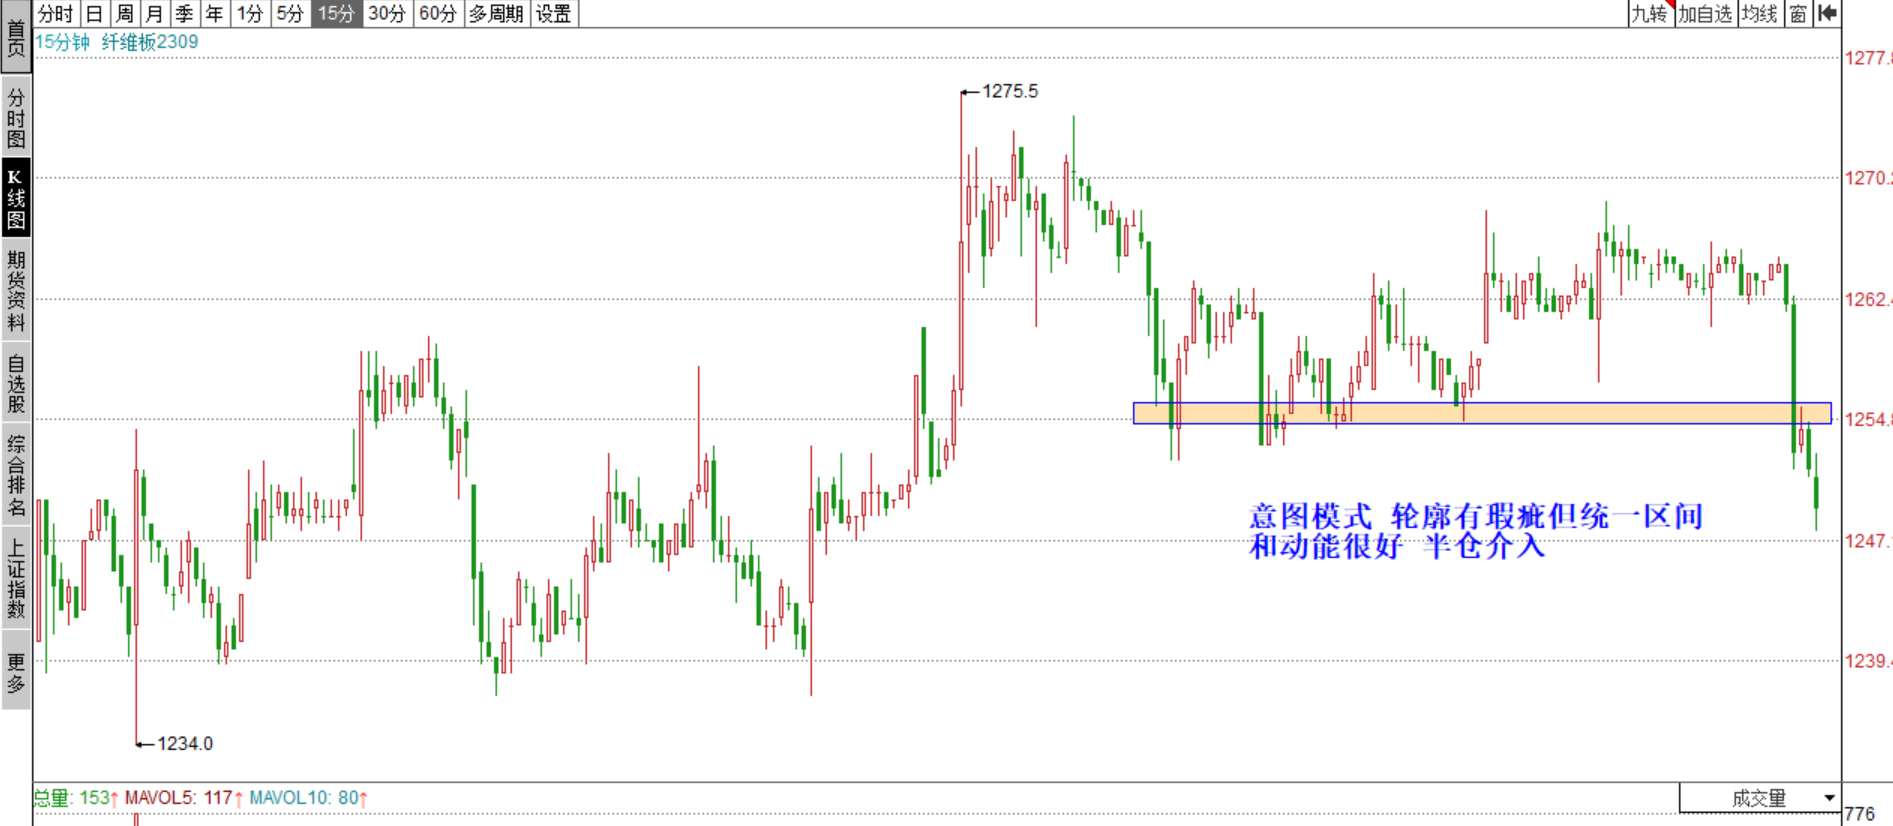 分时 日 周 月 季 年 1分 5分 15分 30分 60分 多周期 设置 九转 加自选 均线 窗
首页
分时图
K线图
期货资料
自选股
综合排名
上证指数
更多
15分钟 纤维板2309
1277.8
1275.5
1270.2
1262.4
1254.8
意图模式 轮廓有瑕疵但统一区间
和动能很好 半仓介入
1247.
1239.4
1234.0
总量: 153↑ MAVOL5: 117↑ MAVOL10: 80↑
成交量
776